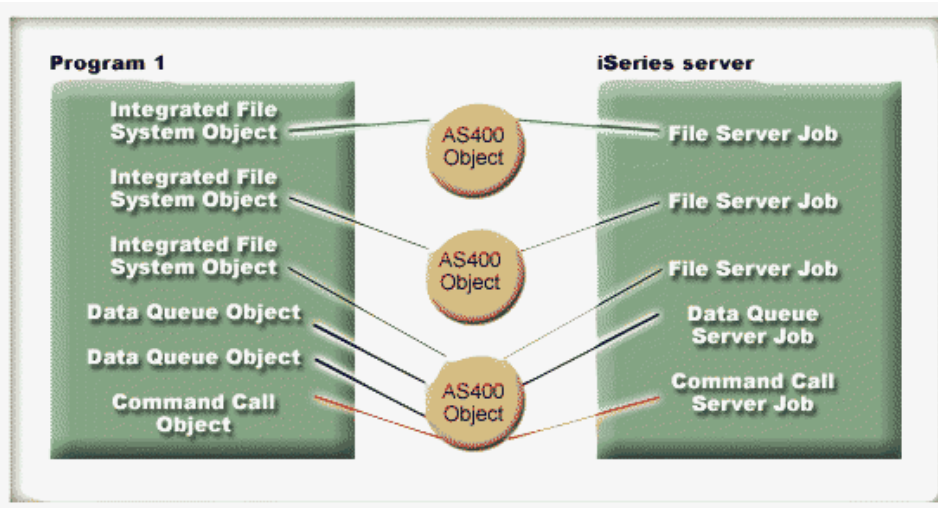 Program 1
Integrated File
System Object
Integrated File
System Object
Integrated File
System Object
Data Queue Object
Data Queue Object
Command Call
Object
AS400
Object
AS400
Object
AS400
Object
iSeries server
File Server Job
File Server Job
File Server Job
Data Queue
Server Job
Command Call
Server Job